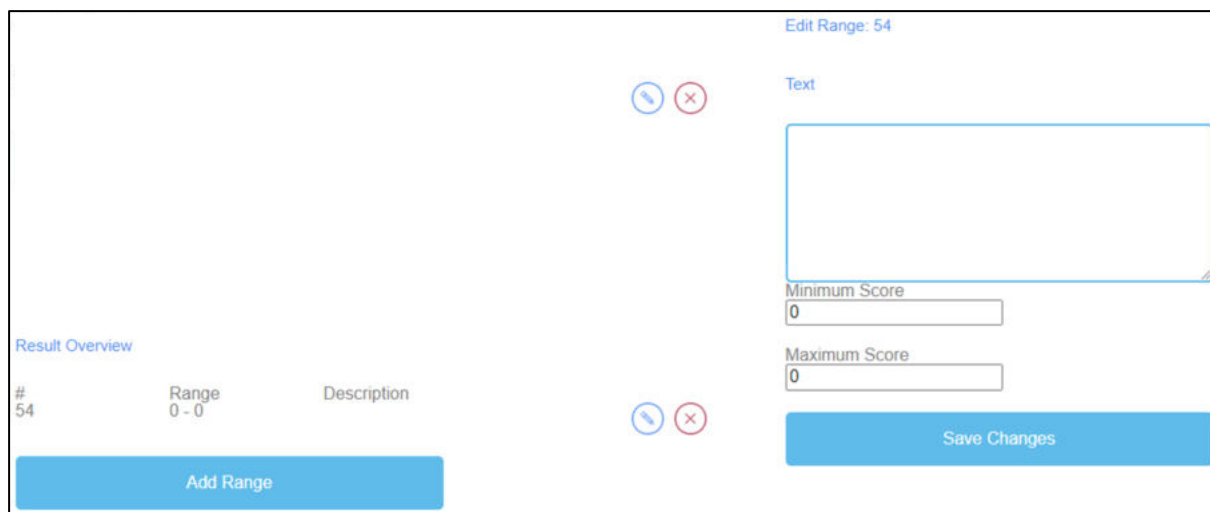 Edit Range: 54
Text
Minimum Score
0
Maximum Score
0
Save Changes
Result Overview
# Range Description
54 0 - 0
Add Range